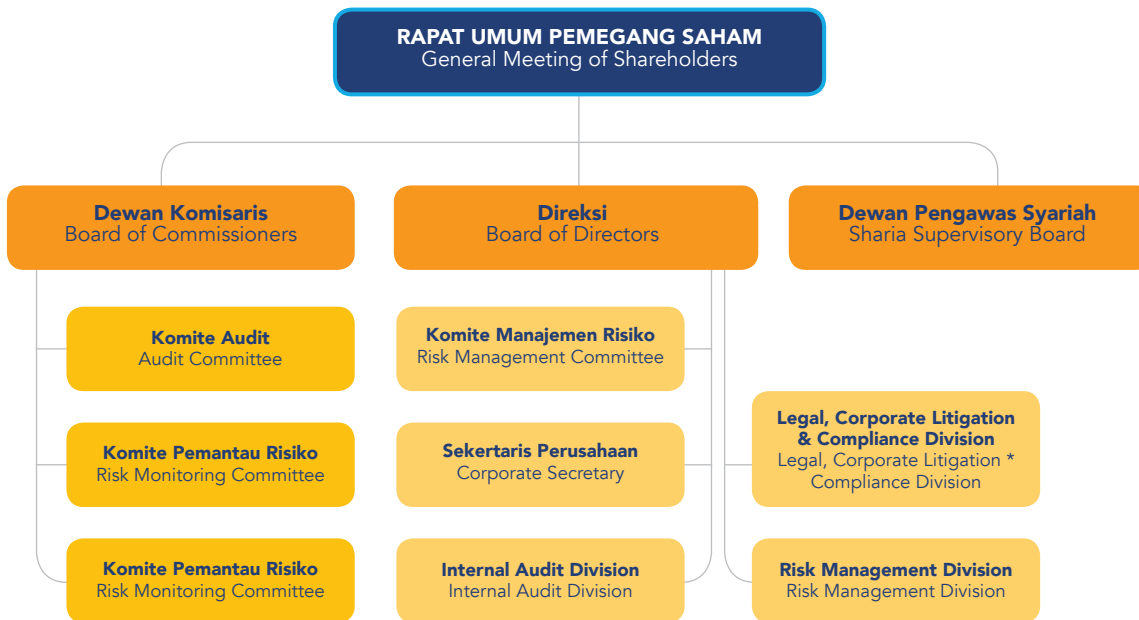 RAPAT UMUM PEMEGANG SAHAM
General Meeting of Shareholders
Dewan Komisaris
Board of Commissioners
Direksi
Board of Directors
Dewan Pengawas Syariah
Sharia Supervisory Board
Komite Audit
Audit Committee
Komite Manajemen Risiko
Risk Management Committee
Komite Pemantau Risiko
Risk Monitoring Committee
Sekertaris Perusahaan
Corporate Secretary
Legal, Corporate Litigation
& Compliance Division
Legal, Corporate Litigation *
Compliance Division
Komite Pemantau Risiko
Risk Monitoring Committee
Internal Audit Division
Internal Audit Division
Risk Management Division
Risk Management Division